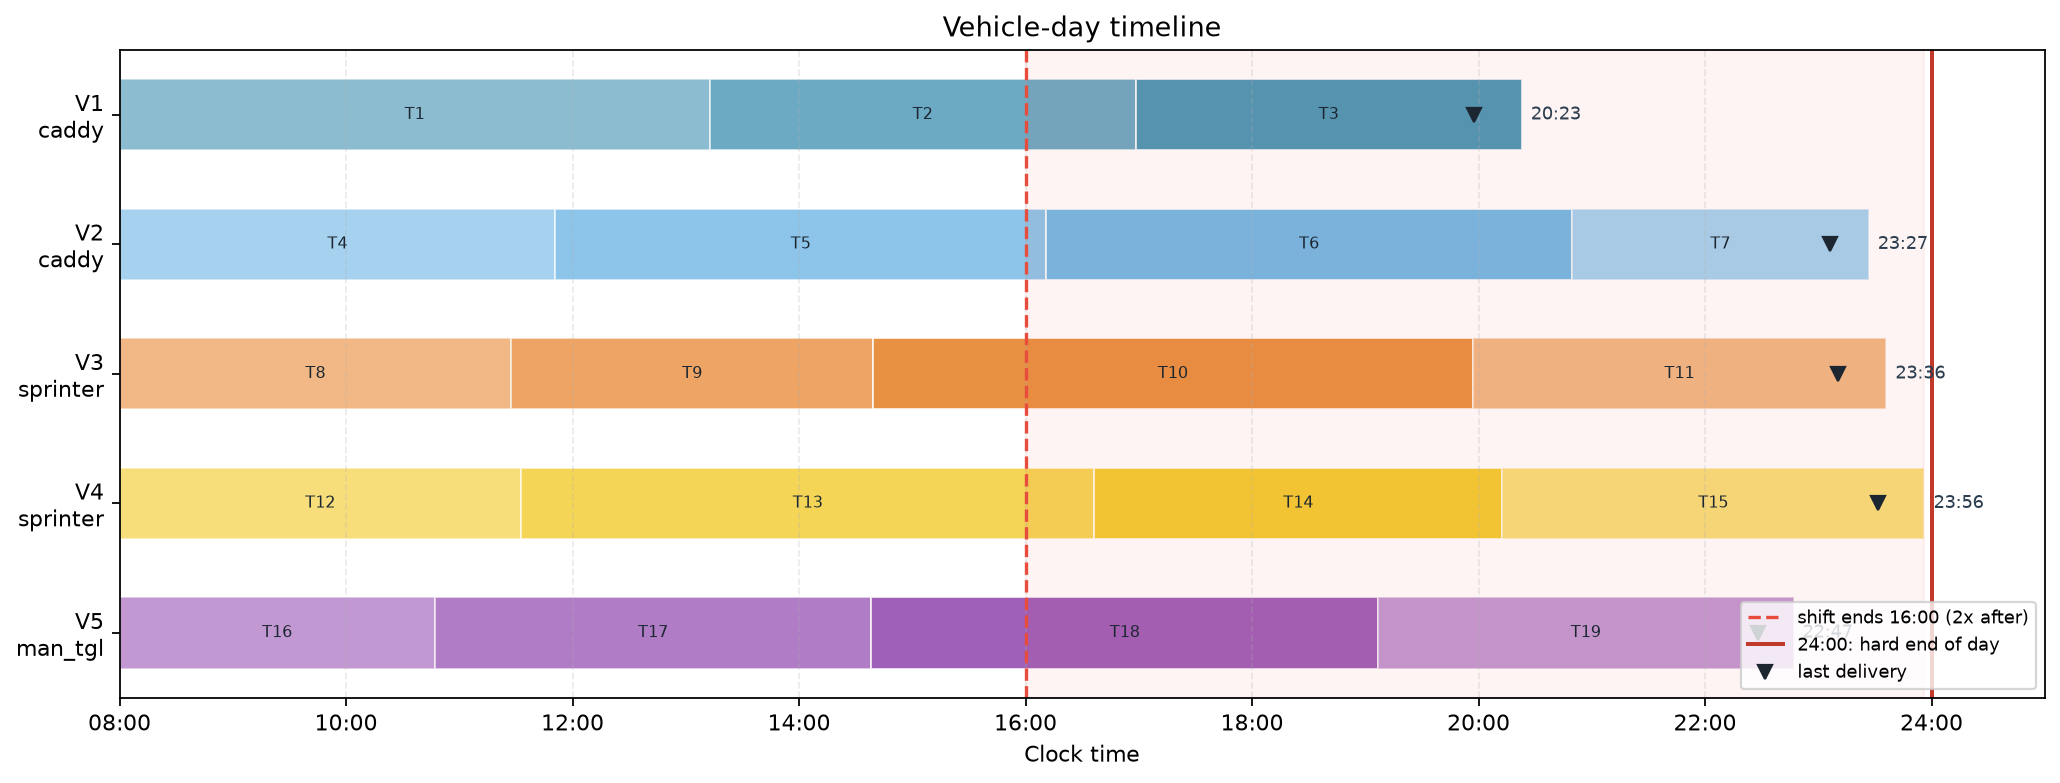 Vehicle-day timeline
V1
caddy
T1
T2
T3
20:23
V2
caddy
T4
T5
T6
T7
23:27
V3
sprinter
T8
T9
T10
T11
23:36
V4
sprinter
T12
T13
T14
T15
23:56
V5
man_tgl
T16
T17
T18
T19
22:47
shift ends 16:00 (2x after)
24:00: hard end of day
last delivery
08:00
10:00
12:00
14:00
16:00
18:00
20:00
22:00
24:00
Clock time